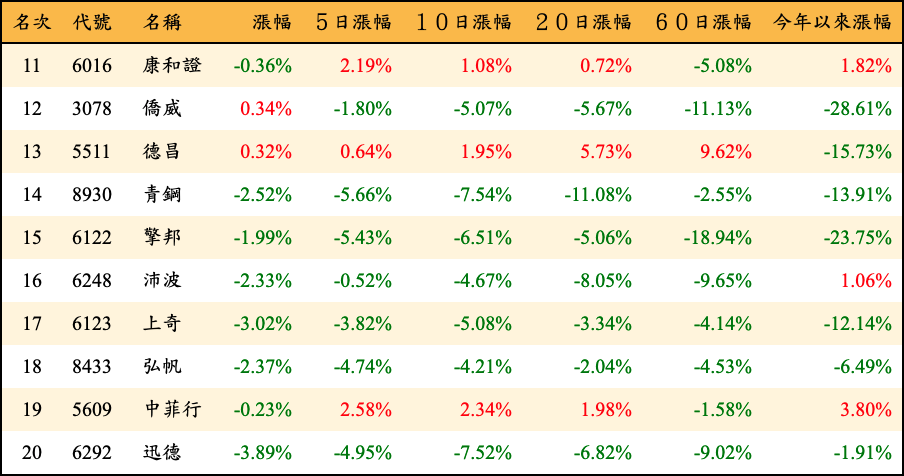 名次 代號 名稱 漲幅 5日漲幅 10日漲幅 20日漲幅 60日漲幅 今年以來漲幅
11 6016 康和證 -0.36% 2.19% 1.08% 0.72% -5.08% 1.82%
12 3078 僑威 0.34% -1.80% -5.07% -5.67% -11.13% -28.61%
13 5511 德昌 0.32% 0.64% 1.95% 5.73% 9.62% -15.73%
14 8930 青鋼 -2.52% -5.66% -7.54% -11.08% -2.55% -13.91%
15 6122 擎邦 -1.99% -5.43% -6.51% -5.06% -18.94% -23.75%
16 6248 沛波 -2.33% -0.52% -4.67% -8.05% -9.65% 1.06%
17 6123 上奇 -3.02% -3.82% -5.08% -3.34% -4.14% -12.14%
18 8433 弘帆 -2.37% -4.74% -4.21% -2.04% -4.53% -6.49%
19 5609 中菲行 -0.23% 2.58% 2.34% 1.98% -1.58% 3.80%
20 6292 迅德 -3.89% -4.95% -7.52% -6.82% -9.02% -1.91%